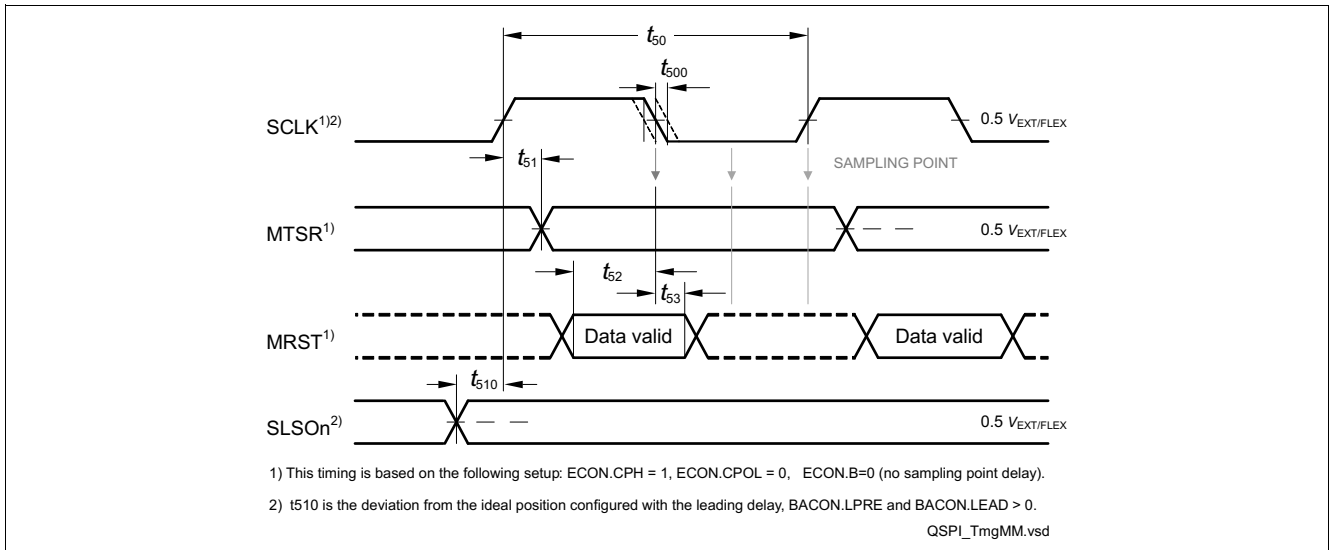 t50
t500
SCLK1)2)
0.5 VEXT/FLEX
t51
SAMPLING POINT
MTSR1)
0.5 VEXT/FLEX
t52
t53
MRST1)
Data valid
Data valid
t510
SLSOn2)
0.5 VEXT/FLEX
1) This timing is based on the following setup: ECON.CPH = 1, ECON.CPOL = 0, ECON.B=0 (no sampling point delay).
2) t510 is the deviation from the ideal position configured with the leading delay, BACON.LPRE and BACON.LEAD > 0.
QSPI_TmgMM.vsd